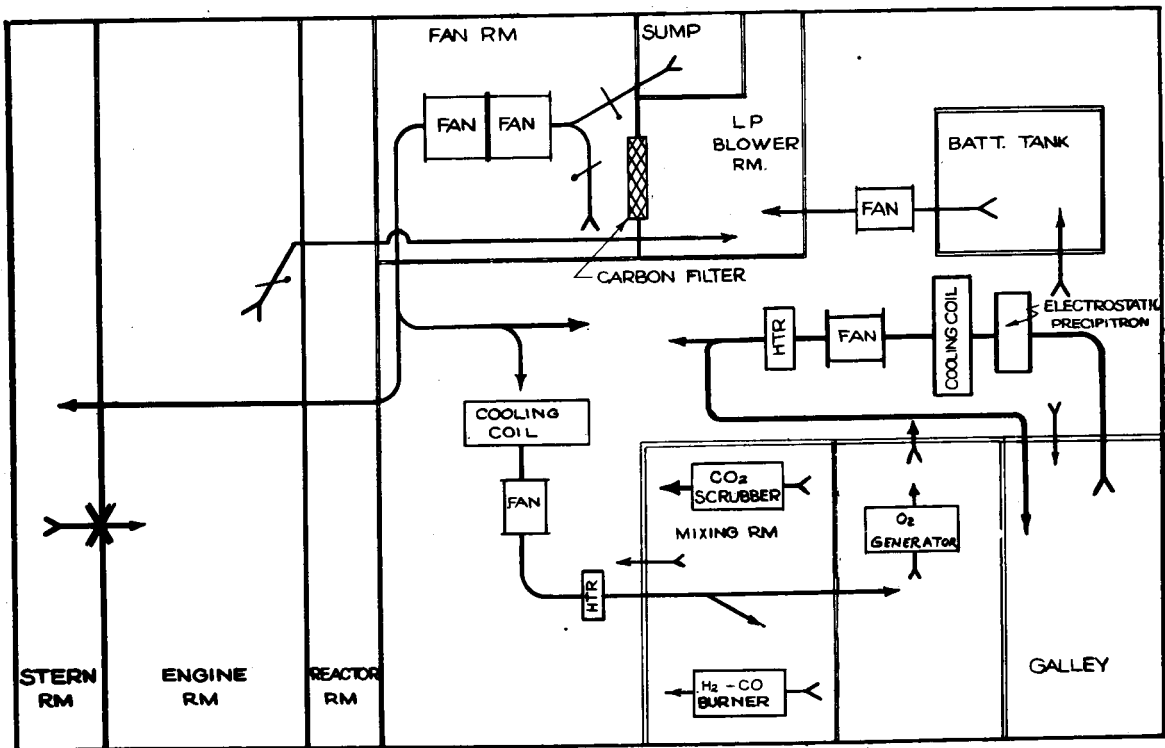 FAN RM
SUMP
FAN
FAN
LP
BLOWER
RM.
BATT. TANK
FAN
CARBON FILTER
ELECTROSTATIC
PRECIPITRON
HTR
FAN
COOLING COIL
COOLING
COIL
FAN
CO2
SCRUBBER
MIXING RM
O2
GENERATOR
HTR
STERN
RM
ENGINE
RM
REACTOR
RM
H2-CO
BURNER
GALLEY